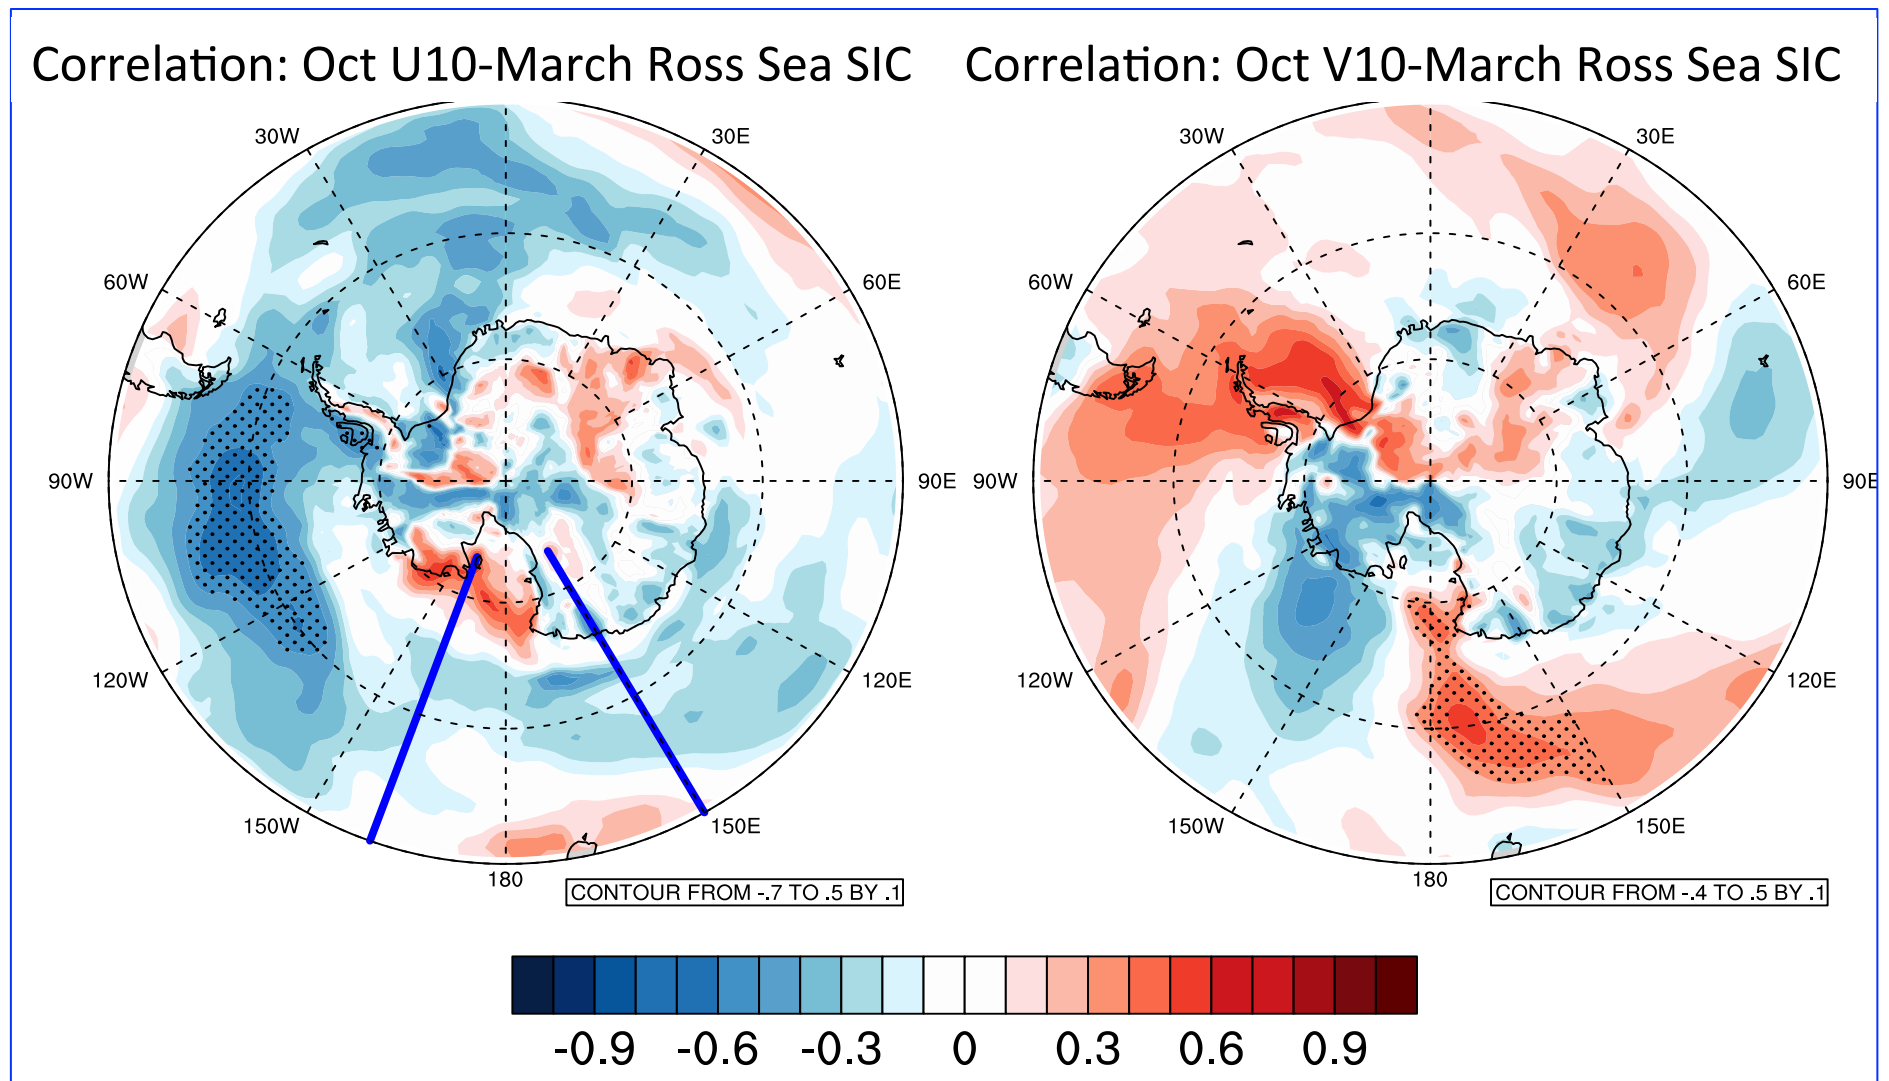 Correlation: Oct U10-March Ross Sea SIC
Correlation: Oct V10-March Ross Sea SIC
30W
30E
60W
60E
90W
90E
120W
120E
150W
150E
180
CONTOUR FROM -.7 TO .5 BY .1
30W
30E
60W
60E
90W
90E
120W
120E
150W
150E
180
CONTOUR FROM -.4 TO .5 BY .1
-0.9 -0.6 -0.3 0 0.3 0.6 0.9